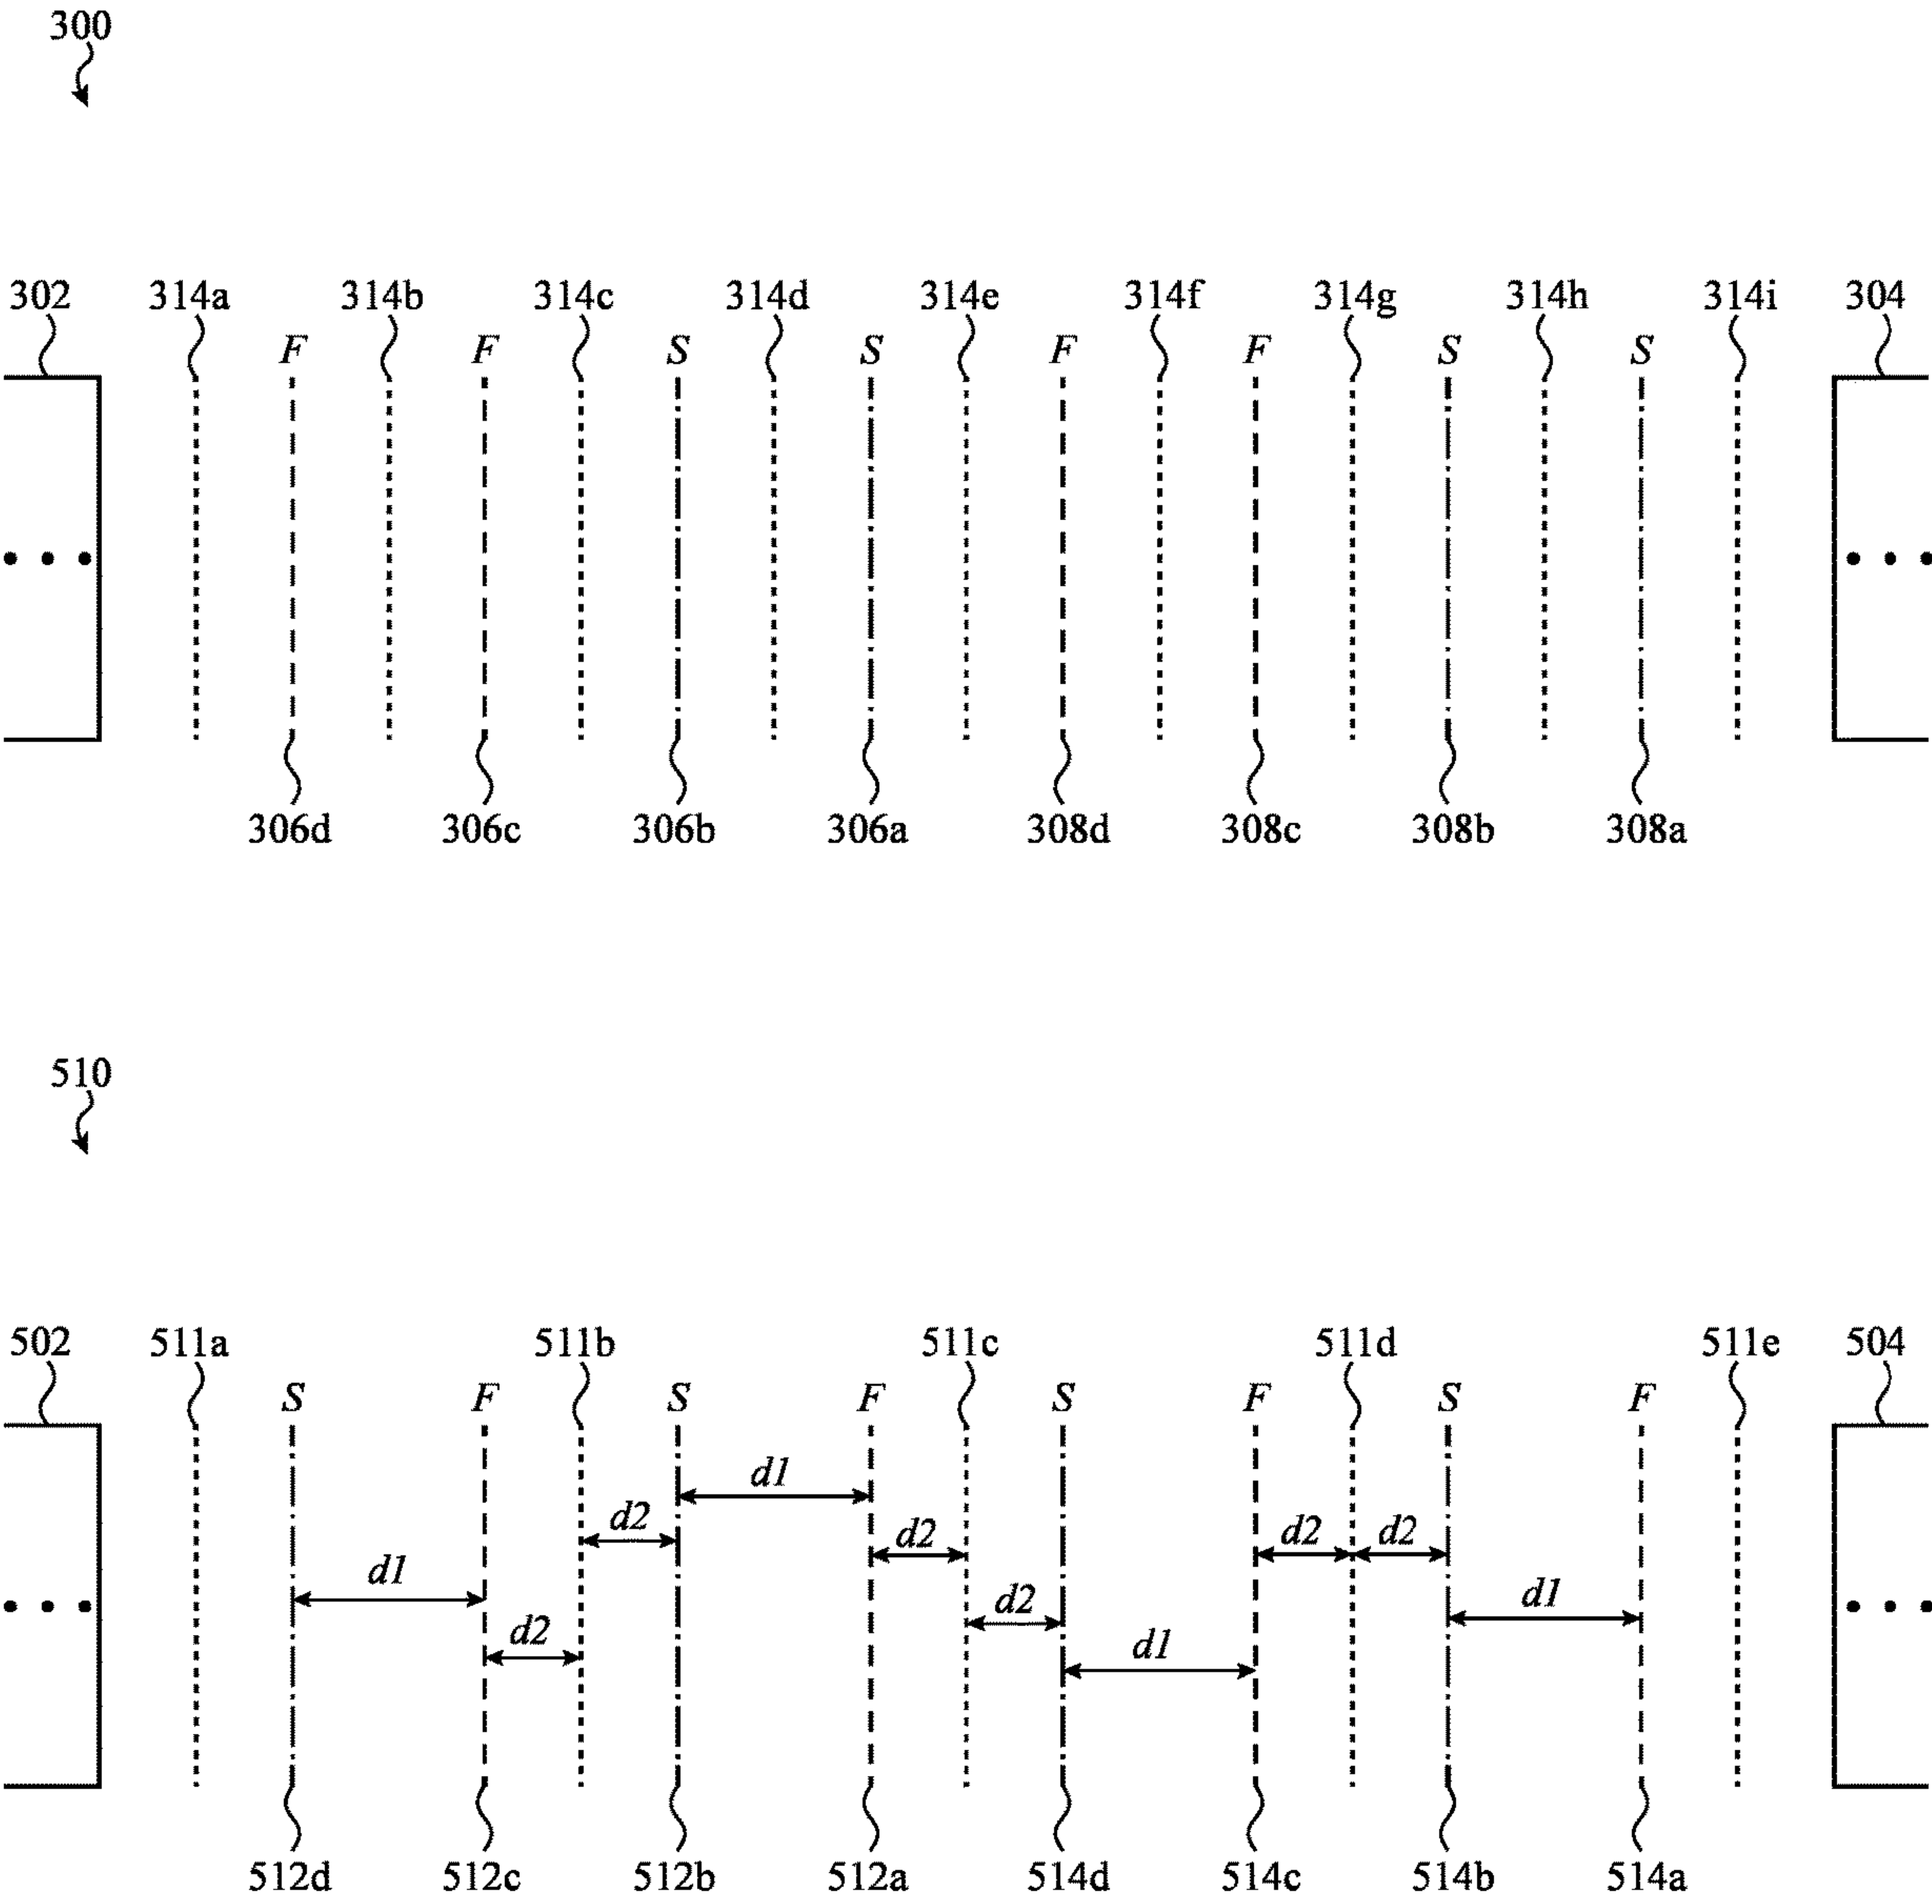 300
302 314a 314b 314c 314d 314e 314f 314g 314h 314i 304
F F S S F F S S
306d 306c 306b 306a 308d 308c 308b 308a
510
502 511a 511b 511c 511d 511e 504
S F S F S F S F
d1
d2 d2 d2 d2
d1 d2 d1
d2 d1
512d 512c 512b 512a 514d 514c 514b 514a